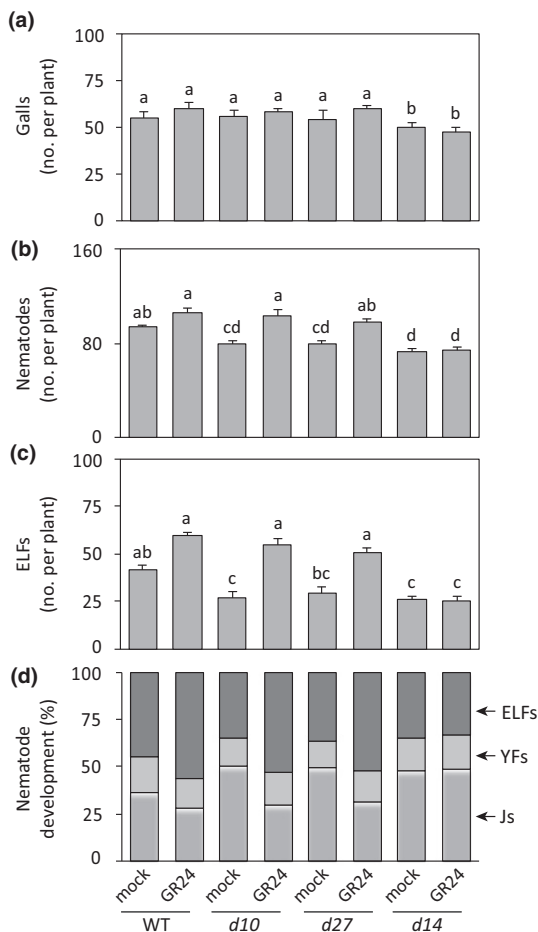 (a)
Galls
(no. per plant)
100
75
50
25
0
a a a a a a b b
(b)
Nematodes
(no. per plant)
160
80
0
ab a cd a cd ab d d
(c)
ELFs
(no. per plant)
100
75
50
25
0
ab a c a bc a c c
(d)
Nematode
development (%)
100
75
50
25
0
ELFs
YFs
Js
mock GR24 mock GR24 mock GR24 mock GR24
WT d10 d27 d14